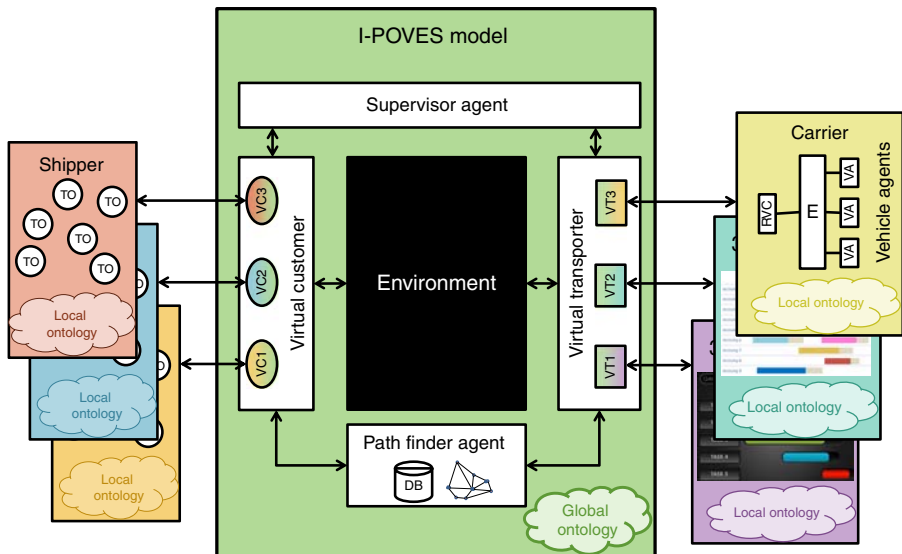 I-POVES model
Supervisor agent
Shipper
TO
TO
TO
TO
TO
TO
TO
Local
ontology
Local
ontology
Local
ontology
VC3
VC2
VC1
Virtual customer
Environment
Virtual transporter
VT3
VT2
VT1
Path finder agent
DB
Global
ontology
Carrier
RVC
E
VA
VA
VA
Vehicle agents
Local ontology
Local ontology
Local ontology